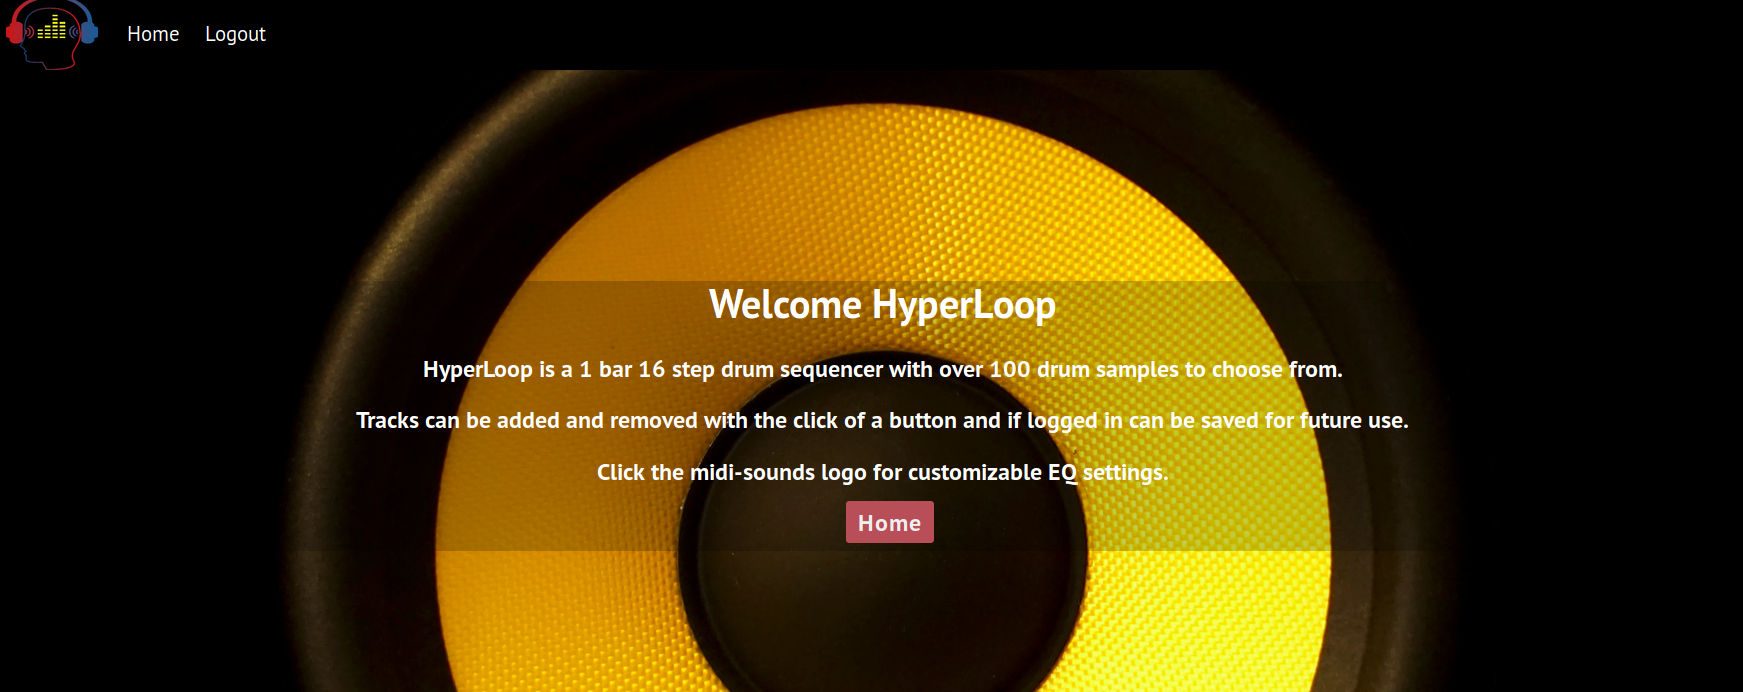 Home Logout
Welcome HyperLoop
HyperLoop is a 1 bar 16 step drum sequencer with over 100 drum samples to choose from.
Tracks can be added and removed with the click of a button and if logged in can be saved for future use.
Click the midi-sounds logo for customizable EQ settings.
Home